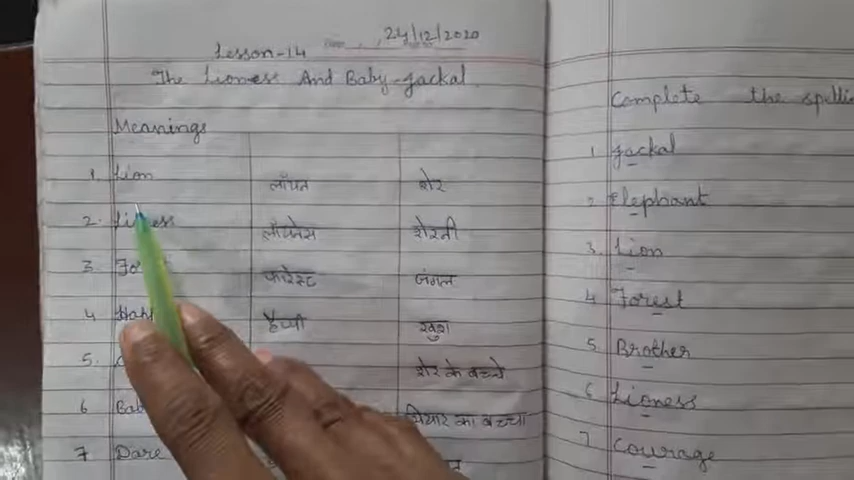 24/12/2020
Lesson-14
The Lioness And Baby-jackal
Meanings
1. Lion लॉयन शेर
2. शेरनी
3. फारेस्ट जंगल
4 हैप्पी खुश
5. शेर के बच्चे
6 सियार का बच्चा
7 Dare
Complete the
1 Jackal
2 Elephant
3. Lion
4 Forest
5 Brother
6 Lioness
7 Courage